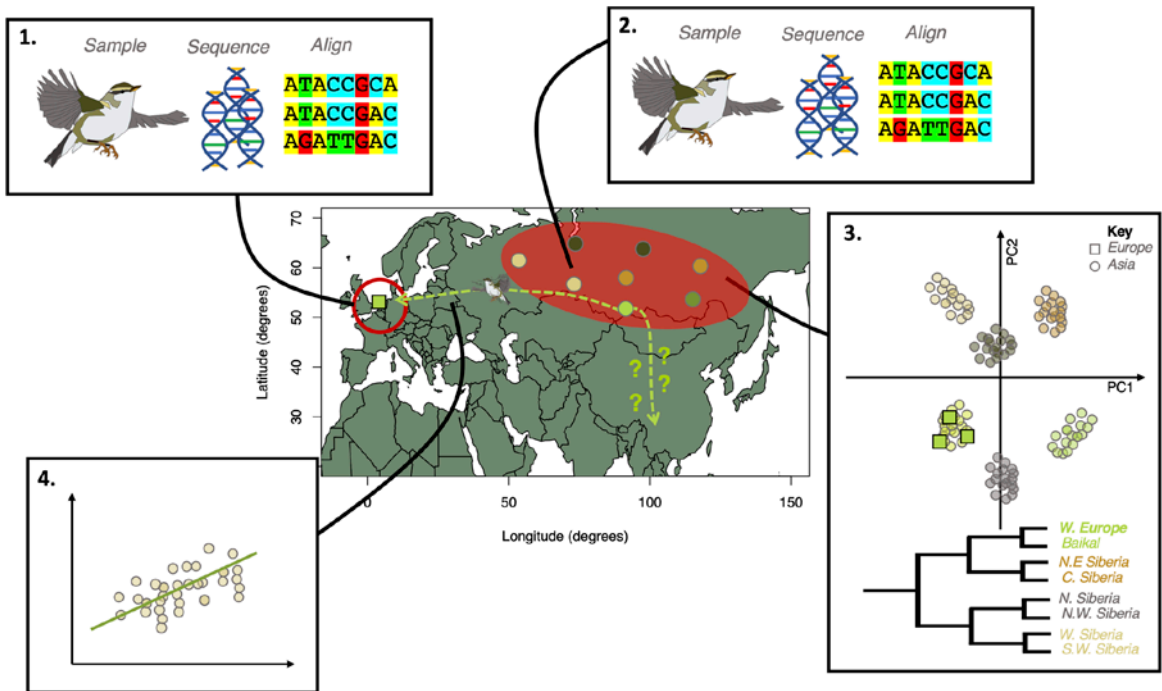 1.
Sample Sequence Align
ATACCGCA
ATACCGAC
AGATTGAC
2.
Sample Sequence Align
ATACCGCA
ATACCGAC
AGATTGAC
3.
Key
Europe
Asia
PC2
PC1
W. Europe
Baikal
N.E Siberia
C. Siberia
N. Siberia
N.W. Siberia
W. Siberia
S.W. Siberia
70
60
50
40
30
Latitude (degrees)
? ?
? ?
?
0 50 100 150
Longitude (degrees)
4.